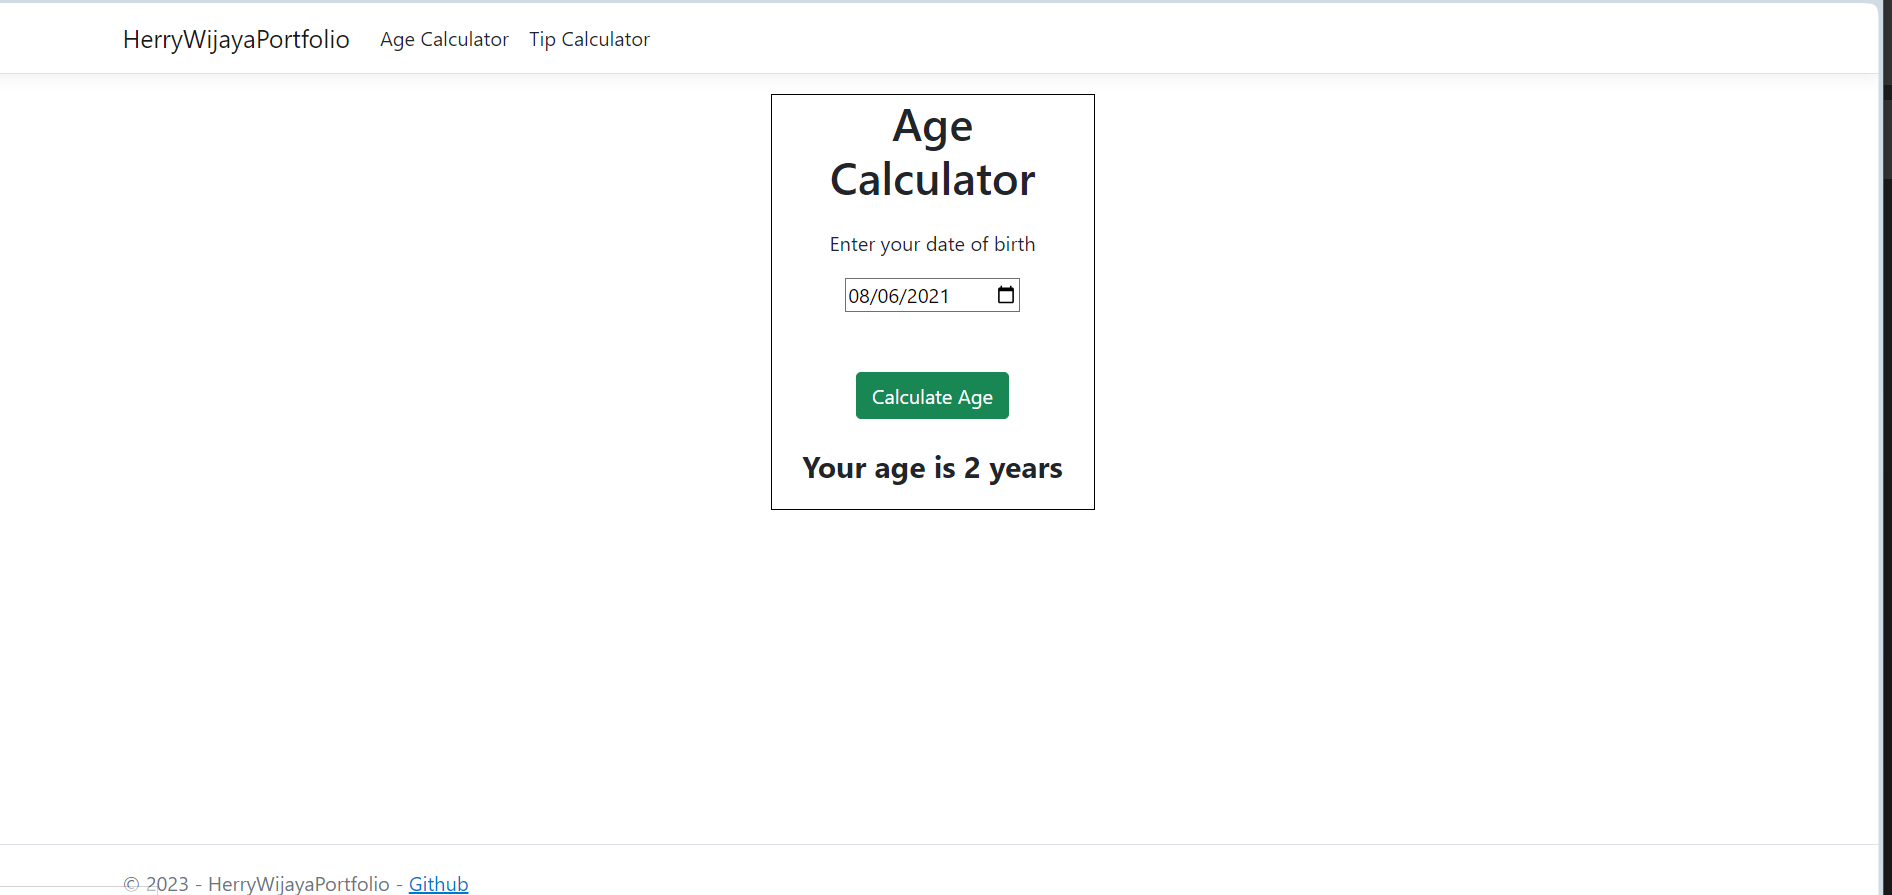 HerryWijayaPortfolio Age Calculator Tip Calculator
Age
Calculator
Enter your date of birth
08/06/2021
Calculate Age
Your age is 2 years
© 2023 - HerryWijayaPortfolio - Github